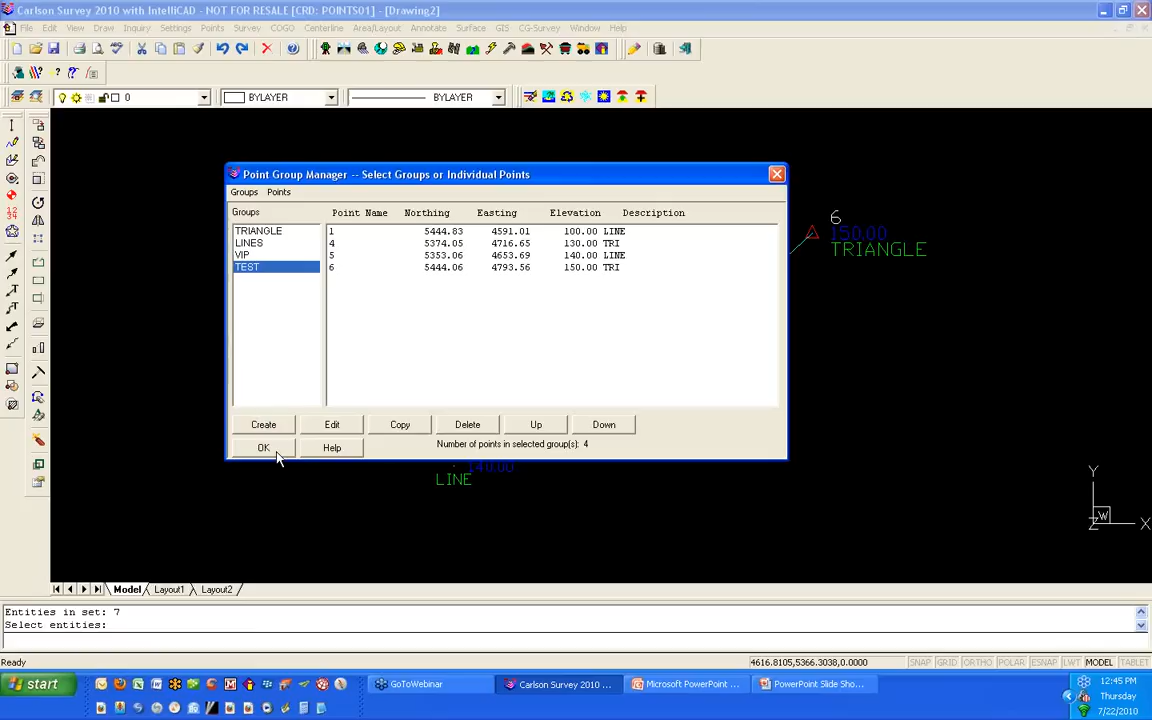 Carlson Survey 2010 with IntelliCAD - NOT FOR RESALE [CRD: POINTS01] - [Drawing2]
File Edit View Draw Inquiry Settings Points Survey COGO Centerline Area/Layout Annotate Surface GIS CG-Survey Window Help
0 BYLAYER BYLAYER
Point Group Manager -- Select Groups or Individual Points
Groups Points
Groups Point Name Northing Easting Elevation Description
TRIANGLE 1 5444.83 4591.01 100.00 LINE
LINES 4 5374.05 4716.65 130.00 TRI
VIP 5 5353.06 4653.69 140.00 LINE
TEST 6 5444.06 4793.56 150.00 TRI
Create Edit Copy Delete Up Down
OK Help Number of points in selected group(s): 4
6
150.00
TRIANGLE
140.00
LINE
Y
W
Z X
Model Layout1 Layout2
Entities in set: 7
Select entities:
Ready 4616.8105,5366.3038,0.0000 SNAP GRID ORTHO POLAR ESNAP LWT MODEL TABLET
start GoToWebinar Carlson Survey 2010 ... Microsoft PowerPoint ... PowerPoint Slide Sho...
12:45 PM
Thursday
7/22/2010